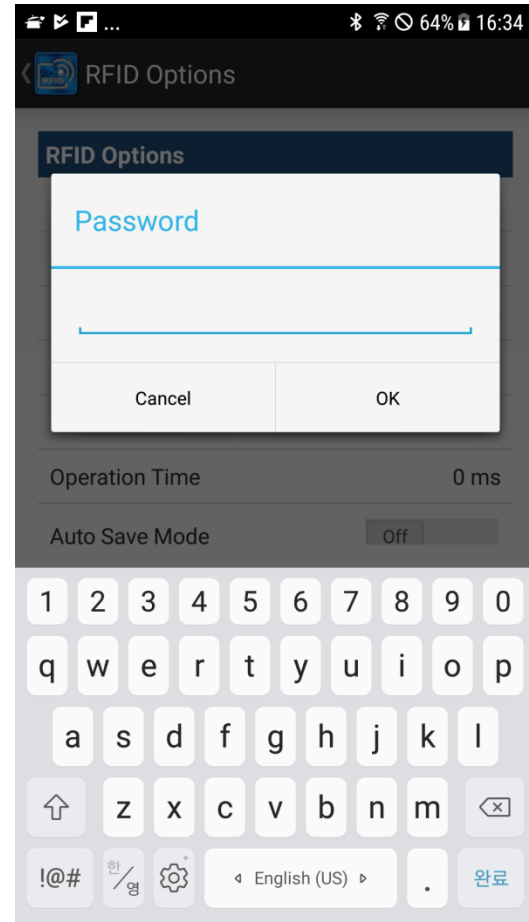 ... 64% 16:34
RFID RFID Options
RFID Options
Password
Cancel OK
Operation Time 0 ms
Auto Save Mode Off
1 2 3 4 5 6 7 8 9 0
q w e r t y u i o p
a s d f g h j k l
z x c v b n m
!@# 한/영 English (US) . 완료